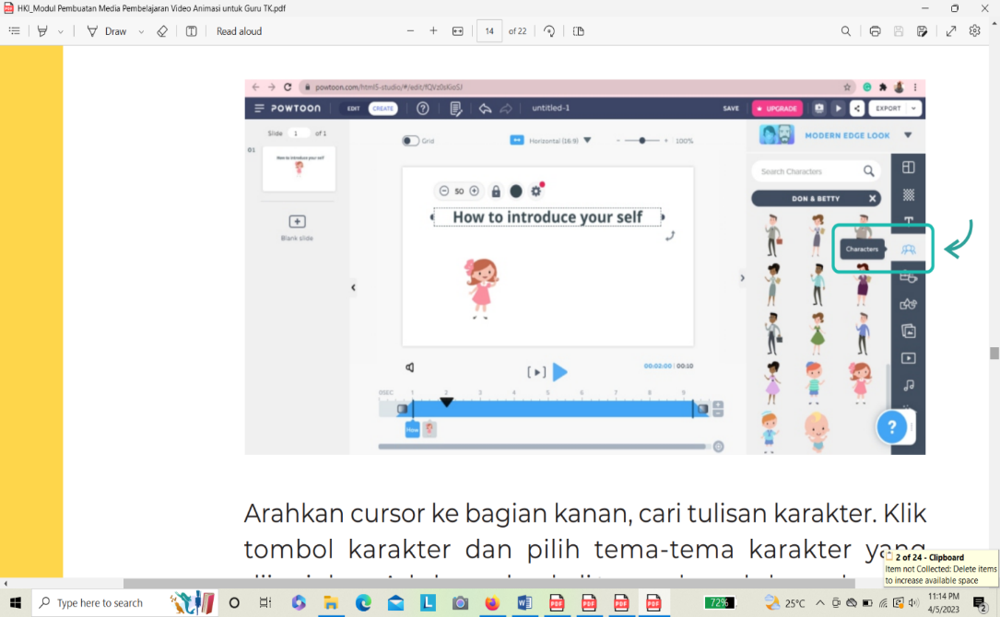 HKI_Modul Pembuatan Media Pembelajaran Video Animasi untuk Guru TK.pdf
Draw
Read aloud
14
of 22
powtoon.com/html5-studio/#/edit/fQVz0sKioSJ
POWTOON
EDIT
CREATE
untitled-1
SAVE
UPGRADE
EXPORT
Slide 1 of 1
Grid
Horizontal (16:9)
100%
MODERN EDGE LOOK
01
How to introduce your self
Search Characters
50
DON & BETTY
How to introduce your self
Blank slide
Characters
00:02:00 00:10
0SEC 1 2 3 4 5 6 7 8 9
How
?
Arahkan cursor ke bagian kanan, cari tulisan karakter. Klik
tombol karakter dan pilih tema-tema karakter yang
2 of 24 - Clipboard
Item not Collected: Delete items
to increase available space
Type here to search
72%
25°C
11:14 PM
4/5/2023
2